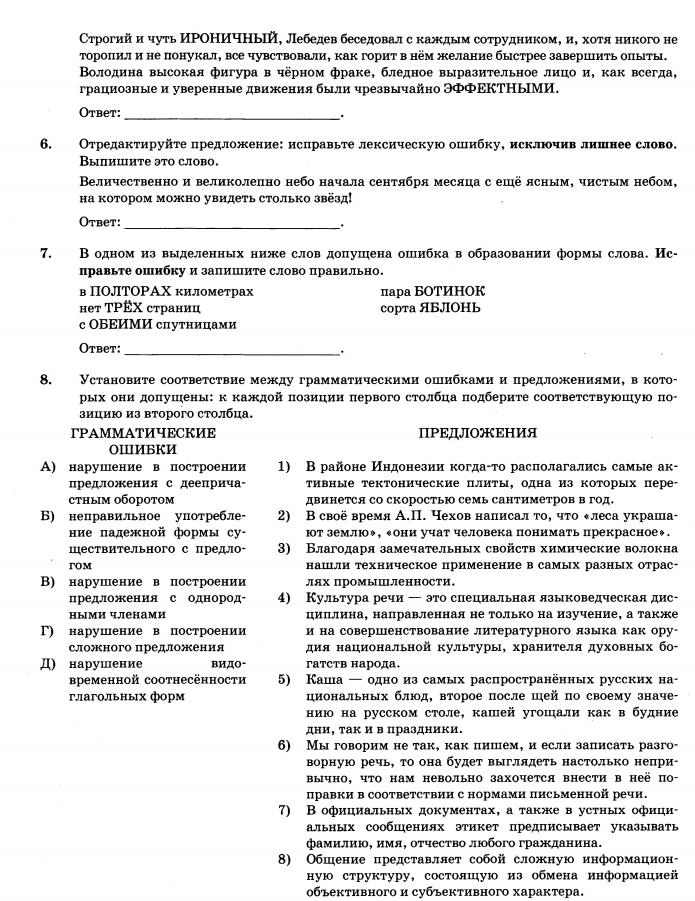 Строгий и чуть ИРОНИЧНЫЙ, Лебедев беседовал с каждым сотрудником, и, хотя никого не
торопил и не понукал, все чувствовали, как горит в нём желание быстрее завершить опыты.
Володина высокая фигура в чёрном фраке, бледное выразительное лицо и, как всегда,
грациозные и уверенные движения были чрезвычайно ЭФФЕКТНЫМИ.
Ответ: ____________________________.
6. Отредактируйте предложение: исправьте лексическую ошибку, исключив лишнее слово.
Выпишите это слово.
Величественно и великолепно небо начала сентября месяца с ещё ясным, чистым небом,
на котором можно увидеть столько звёзд!
Ответ: ____________________________.
7. В одном из выделенных ниже слов допущена ошибка в образовании формы слова. Ис-
правьте ошибку и запишите слово правильно.
в ПОЛТОРАХ километрах
нет ТРЁХ страниц
с ОБЕИМИ спутницами
пара БОТИНОК
сорта ЯБЛОНЬ
Ответ: ____________________________.
8. Установите соответствие между грамматическими ошибками и предложениями, в кото-
рых они допущены: к каждой позиции первого столбца подберите соответствующую по-
зицию из второго столбца.
ГРАММАТИЧЕСКИЕ
ОШИБКИ
А) нарушение в построении
предложения с дееприча-
стным оборотом
Б) неправильное употребле-
ние падежной формы су-
ществительного с предло-
гом
В) нарушение в построении
предложения с однород-
ными членами
Г) нарушение в построении
сложного предложения
Д) нарушение видо-
временной соотнесённости
глагольных форм
ПРЕДЛОЖЕНИЯ
1) В районе Индонезии когда-то располагались самые ак-
тивные тектонические плиты, одна из которых пере-
двинется со скоростью семь сантиметров в год.
2) В своё время А.П. Чехов написал то, что «леса украша-
ют землю», «они учат человека понимать прекрасное».
3) Благодаря замечательных свойств химические волокна
нашли техническое применение в самых разных отрас-
лях промышленности.
4) Культура речи — это специальная языковедческая дис-
циплина, направленная не только на изучение, а также
и на совершенствование литературного языка как ору-
дия национальной культуры, хранителя духовных бо-
гатств народа.
5) Каша — одно из самых распространённых русских на-
циональных блюд, второе после щей по своему значе-
нию на русском столе, кашей угощали как в будние
дни, так и в праздники.
6) Мы говорим не так, как пишем, и если записать разго-
ворную речь, то она будет выглядеть настолько непри-
вычно, что нам невольно захочется внести в неё по-
правки в соответствии с нормами письменной речи.
7) В официальных документах, а также в устных офици-
альных сообщениях этикет предписывает указывать
фамилию, имя, отчество любого гражданина.
8) Общение представляет собой сложную информацион-
ную структуру, состоящую из обмена информацией
объективного и субъективного характера.